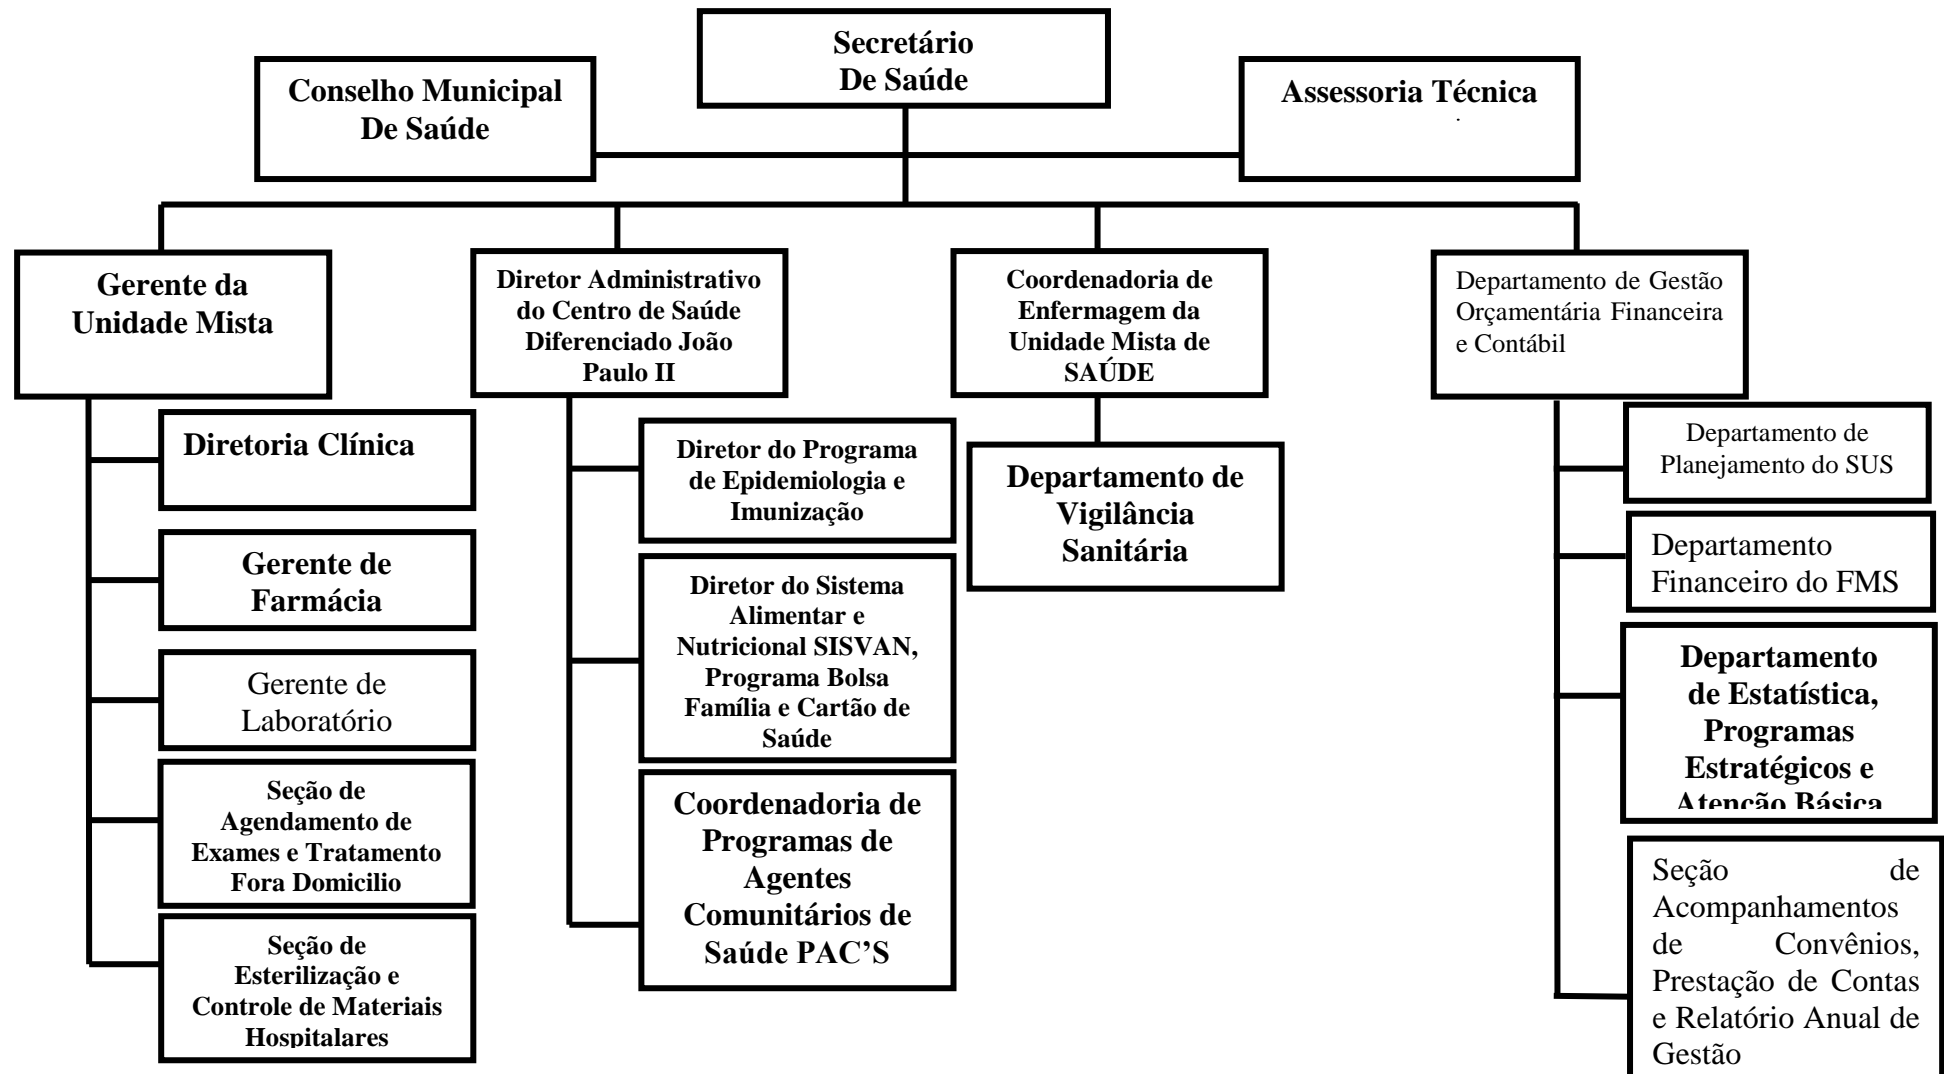 Secretário
De Saúde
Conselho Municipal
De Saúde
Assessoria Técnica
.
Gerente da
Unidade Mista
Diretor Administrativo
do Centro de Saúde
Diferenciado João
Paulo II
Coordenadoria de
Enfermagem da
Unidade Mista de
SAÚDE
Departamento de Gestão
Orçamentária Financeira
e Contábil
Diretoria Clínica
Gerente de
Farmácia
Gerente de
Laboratório
Seção de
Agendamento de
Exames e Tratamento
Fora Domicilio
Seção de
Esterilização e
Controle de Materiais
Hospitalares
Diretor do Programa
de Epidemiologia e
Imunização
Diretor do Sistema
Alimentar e
Nutricional SISVAN,
Programa Bolsa
Família e Cartão de
Saúde
Coordenadoria de
Programas de
Agentes
Comunitários de
Saúde PAC’S
Departamento de
Vigilância
Sanitária
Departamento de
Planejamento do SUS
Departamento
Financeiro do FMS
Departamento
de Estatística,
Programas
Estratégicos e
Atenção Básica
Seção de
Acompanhamentos
de Convênios,
Prestação de Contas
e Relatório Anual de
Gestão